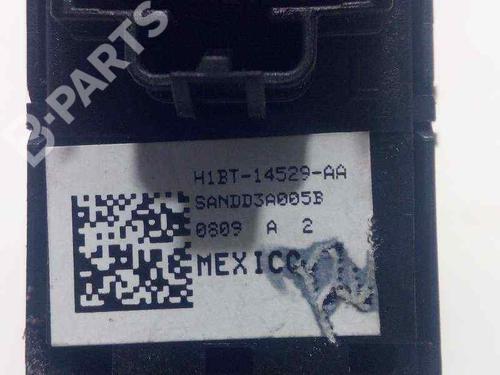 B-PARTS
H1BT-14529-AA
SANDD3A005B
0809 A 2
MEXICO